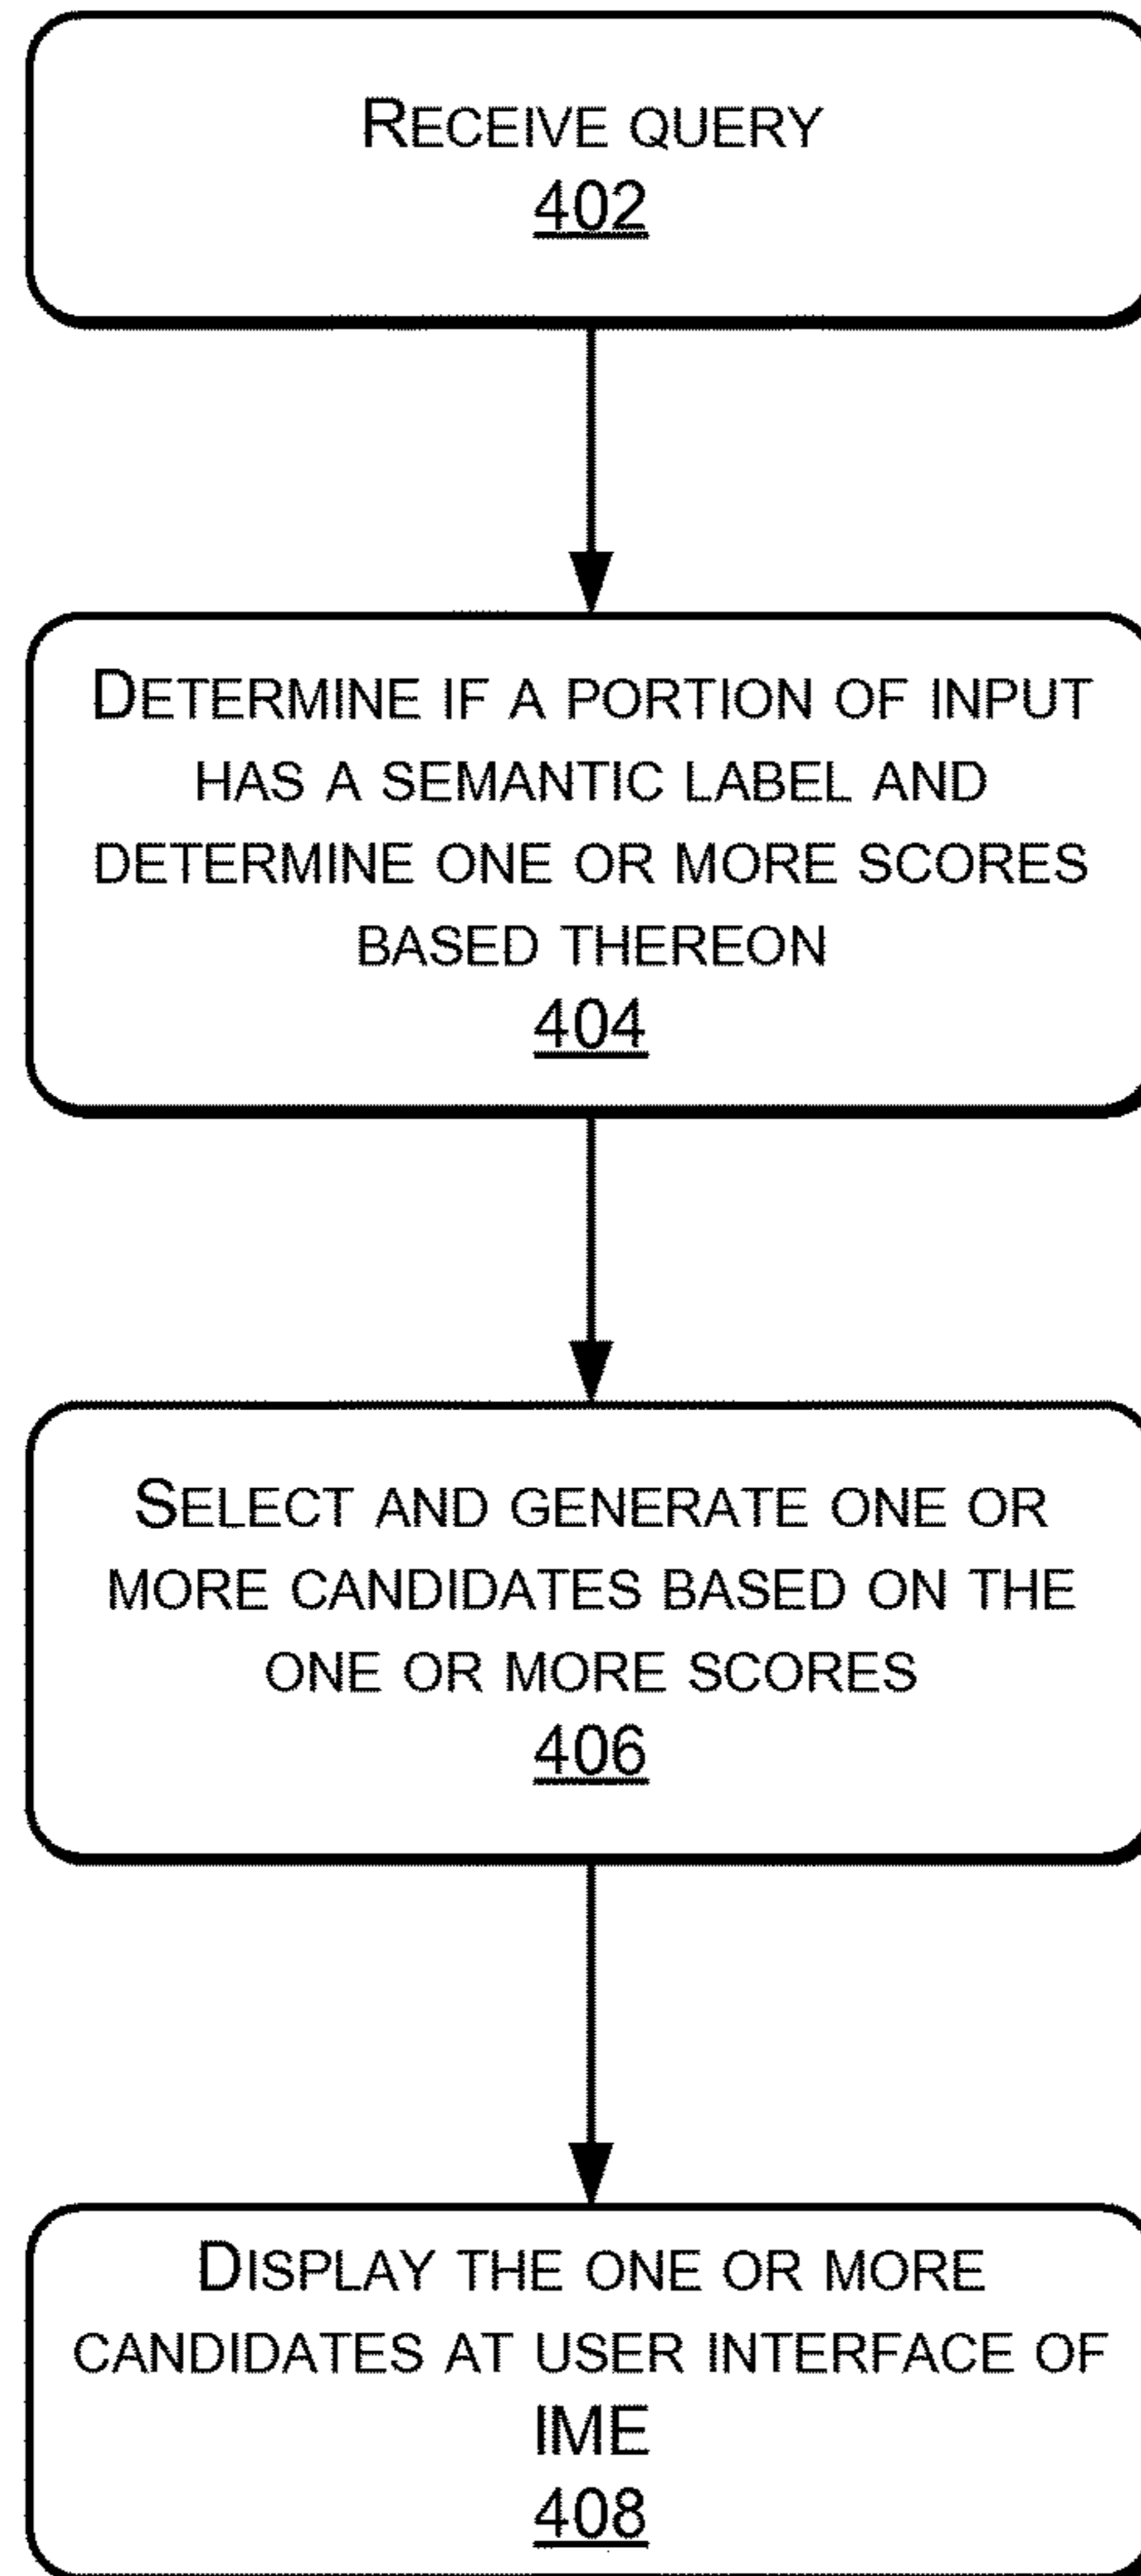 RECEIVE QUERY
402
DETERMINE IF A PORTION OF INPUT
HAS A SEMANTIC LABEL AND
DETERMINE ONE OR MORE SCORES
BASED THEREON
404
SELECT AND GENERATE ONE OR
MORE CANDIDATES BASED ON THE
ONE OR MORE SCORES
406
DISPLAY THE ONE OR MORE
CANDIDATES AT USER INTERFACE OF
IME
408